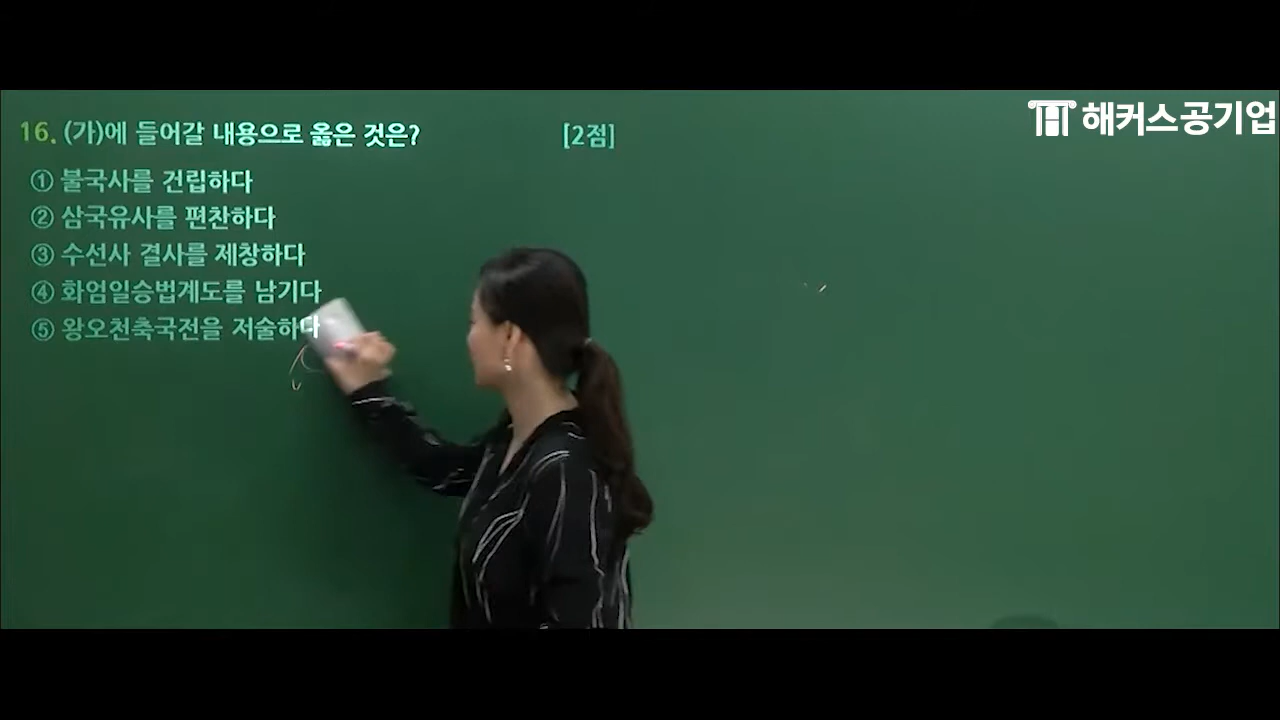 해커스공기업
16. (가)에 들어갈 내용으로 옳은 것은? [2점]
① 불국사를 건립하다
② 삼국유사를 편찬하다
③ 수선사 결사를 제창하다
④ 화엄일승법계도를 남기다
⑤ 왕오천축국전을 저술하다